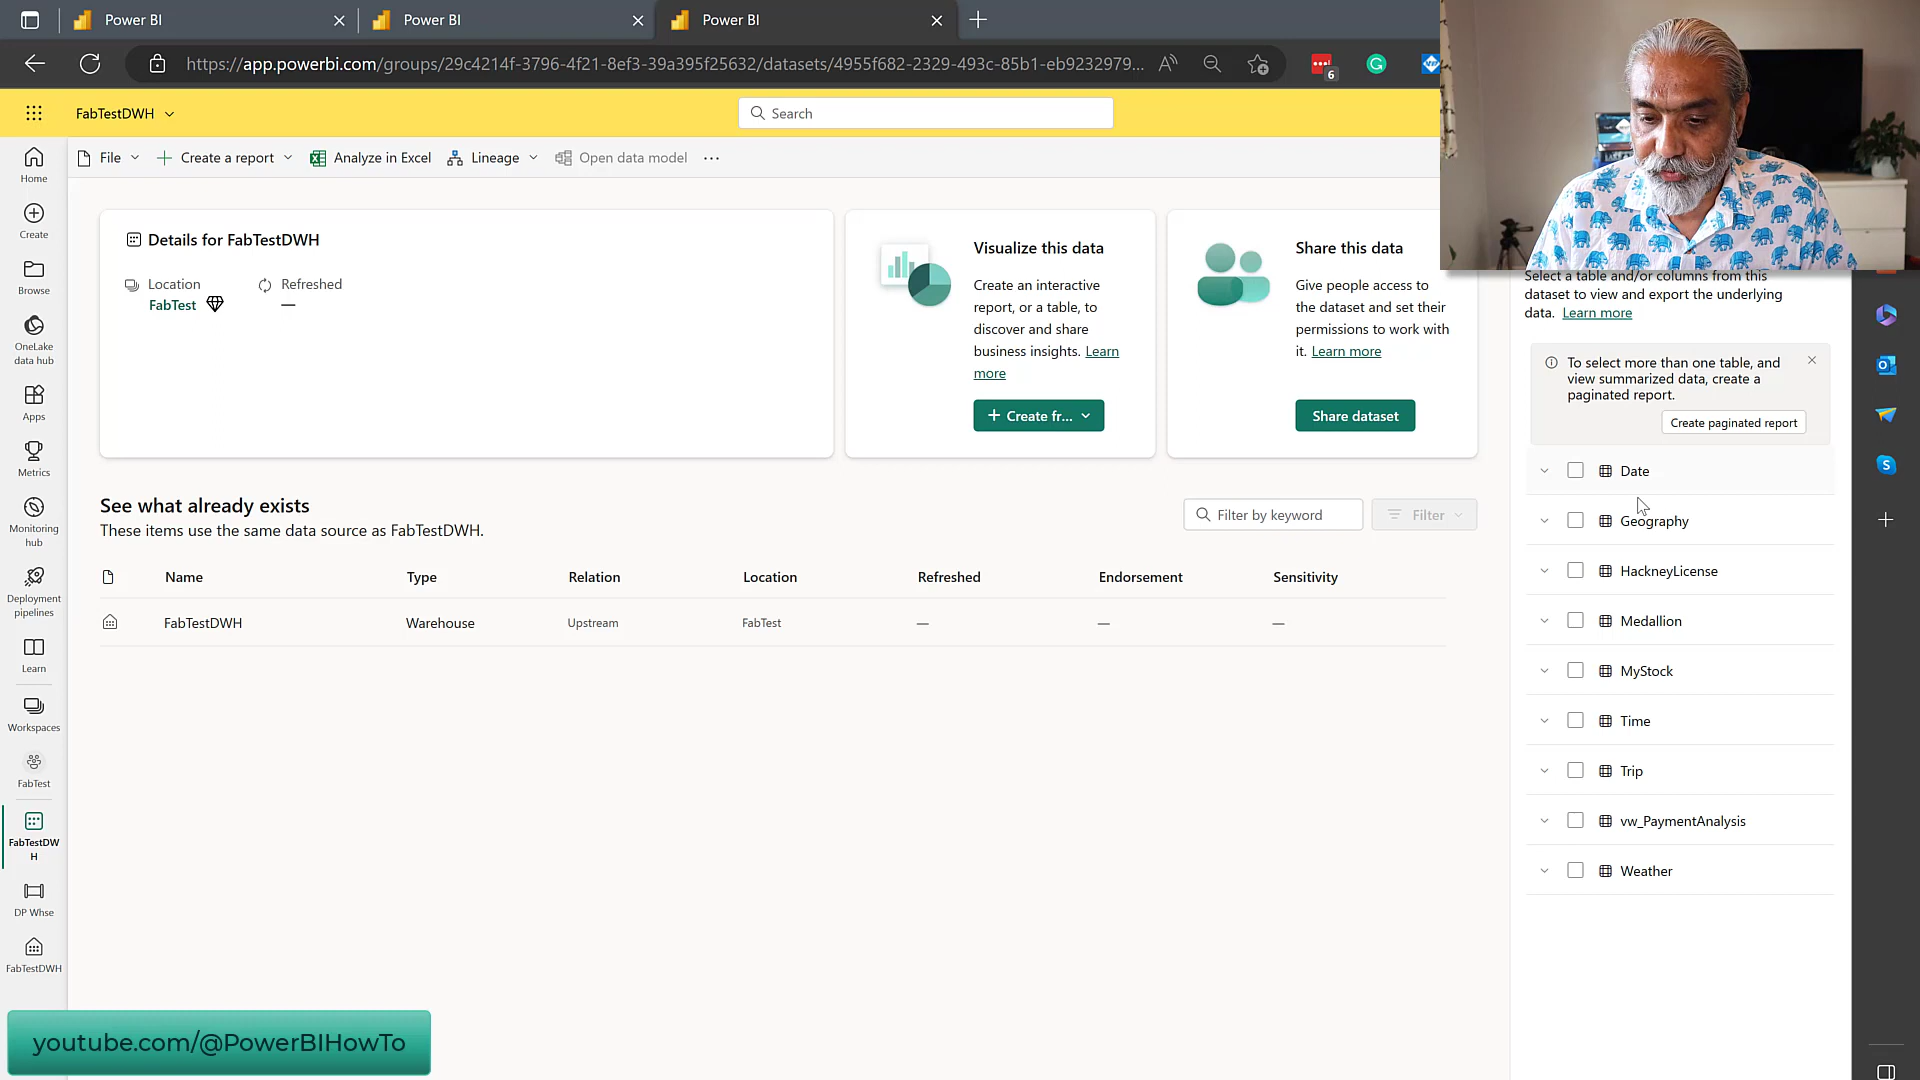 Power BI
Power BI
Power BI
https://app.powerbi.com/groups/29c4214f-3796-4f21-8ef3-39a395f25632/datasets/4955f682-2329-493c-85b1-eb9232979...
6
FabTestDWH
Search
File
Create a report
Analyze in Excel
Lineage
Open data model
Home
Create
Browse
OneLake
data hub
Apps
Metrics
Monitoring
hub
Deployment
pipelines
Learn
Workspaces
FabTest
FabTestDW
H
DP Whse
FabTestDWH
Details for FabTestDWH
Location
FabTest
Refreshed
—
Visualize this data
Create an interactive
report, or a table, to
discover and share
business insights. Learn
more
Create fr...
Share this data
Give people access to
the dataset and set their
permissions to work with
it. Learn more
Share dataset
See what already exists
These items use the same data source as FabTestDWH.
Filter by keyword
Filter
Name Type Relation Location Refreshed Endorsement Sensitivity
FabTestDWH Warehouse Upstream FabTest — — —
Select a table and/or columns from this
dataset to view and export the underlying
data. Learn more
To select more than one table, and
view summarized data, create a
paginated report.
Create paginated report
Date
Geography
HackneyLicense
Medallion
MyStock
Time
Trip
vw_PaymentAnalysis
Weather
youtube.com/@PowerBIHowTo